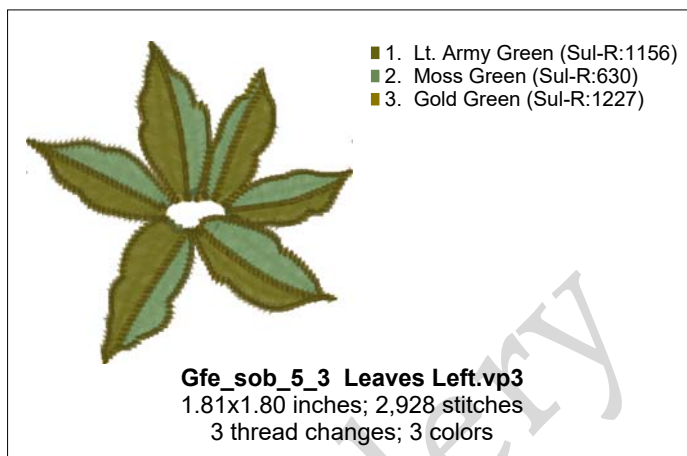 1. Lt. Army Green (Sul-R:1156)
2. Moss Green (Sul-R:630)
3. Gold Green (Sul-R:1227)
Gfe_sob_5_3 Leaves Left.vp3
1.81x1.80 inches; 2,928 stitches
3 thread changes; 3 colors